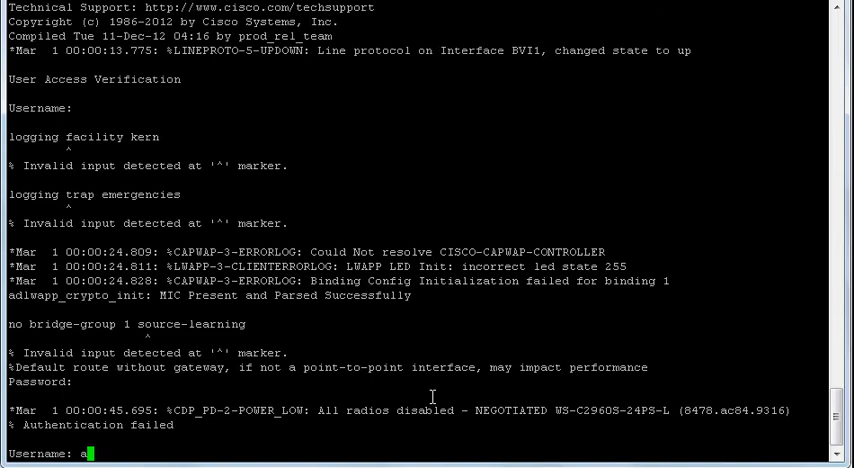 Technical Support: http://www.cisco.com/techsupport
Copyright (c) 1986-2012 by Cisco Systems, Inc.
Compiled Tue 11-Dec-12 04:16 by prod_rel_team
*Mar  1 00:00:13.775: %LINEPROTO-5-UPDOWN: Line protocol on Interface BVI1, changed state to up
User Access Verification
Username:
logging facility kern
^
% Invalid input detected at '^' marker.
logging trap emergencies
^
% Invalid input detected at '^' marker.
*Mar  1 00:00:24.809: %CAPWAP-3-ERRORLOG: Could Not resolve CISCO-CAPWAP-CONTROLLER
*Mar  1 00:00:24.811: %LWAPP-3-CLIENTERRORLOG: LWAPP LED Init: incorrect led state 255
*Mar  1 00:00:24.828: %CAPWAP-3-ERRORLOG: Binding Config Initialization failed for binding 1
adlwapp_crypto_init: MIC Present and Parsed Successfully
no bridge-group 1 source-learning
^
% Invalid input detected at '^' marker.
%Default route without gateway, if not a point-to-point interface, may impact performance
Password:
*Mar  1 00:00:45.695: %CDP_PD-2-POWER_LOW: All radios disabled - NEGOTIATED WS-C2960S-24PS-L (8478.ac84.9316)
% Authentication failed
Username: a